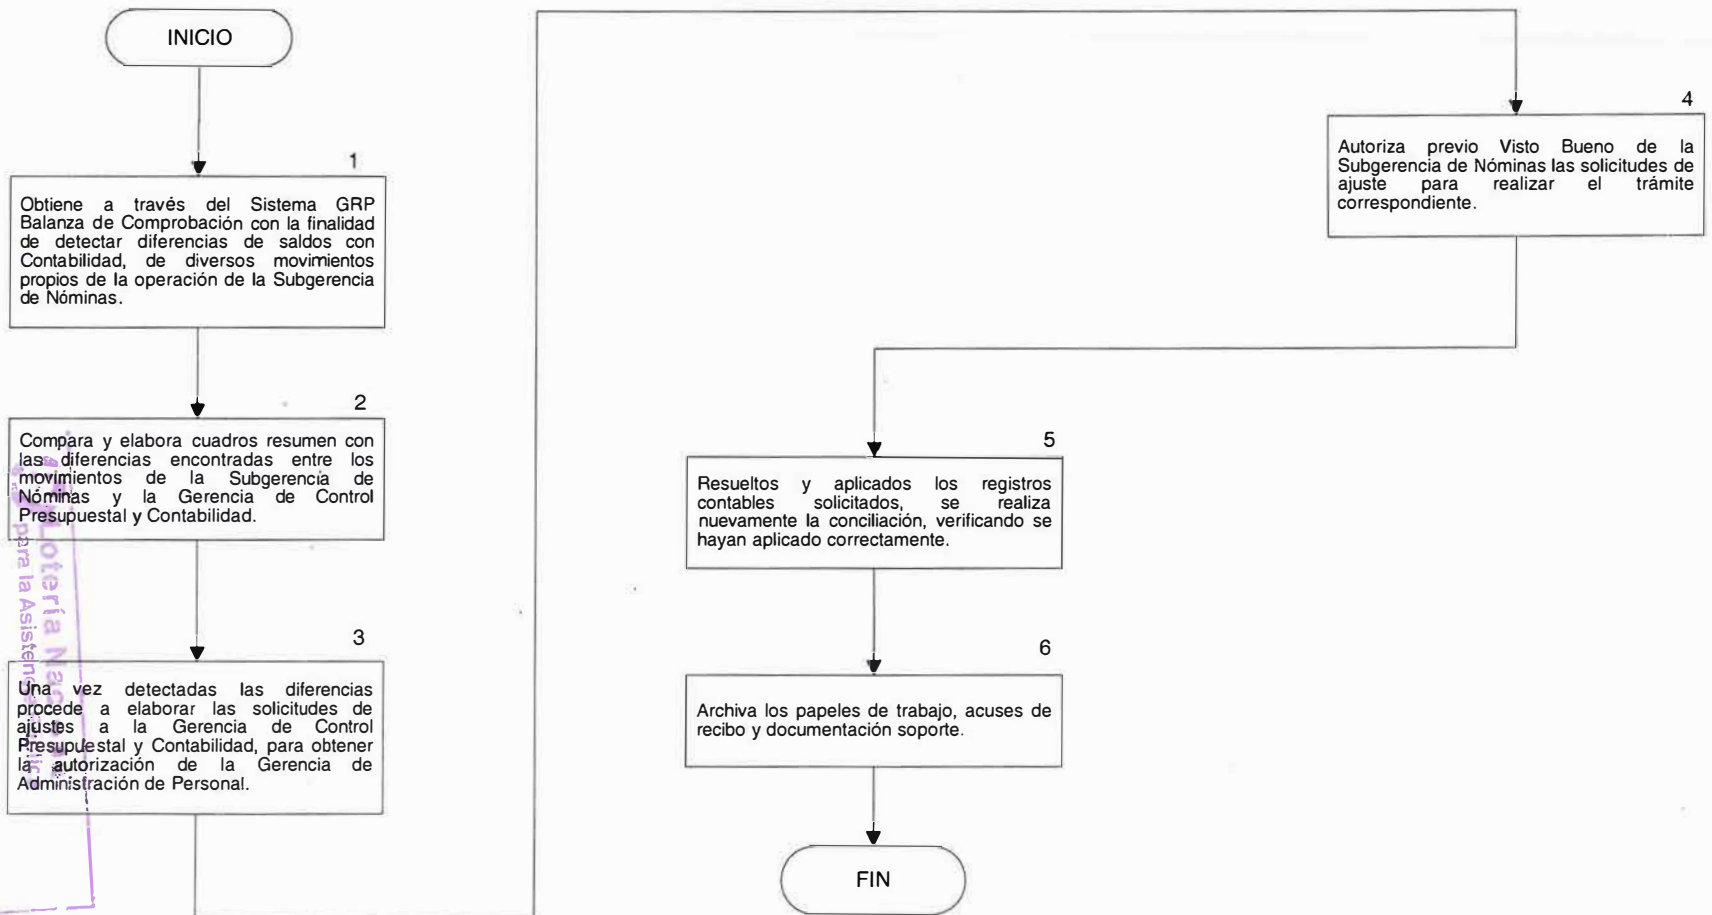 INICIO
1
Obtiene a través del Sistema GRP
Balanza de Comprobación con la finalidad
de detectar diferencias de saldos con
Contabilidad, de diversos movimientos
propios de la operación de la Subgerencia
de Nóminas.
2
Compara y elabora cuadros resumen con
las diferencias encontradas entre los
movimientos de la Subgerencia de
Nóminas y la Gerencia de Control
Presupuestal y Contabilidad.
3
Una vez detectadas las diferencias
procede a elaborar las solicitudes de
ajustes a la Gerencia de Control
Presupuestal y Contabilidad, para obtener
la autorización de la Gerencia de
Administración de Personal.
4
Autoriza previo Visto Bueno de la
Subgerencia de Nóminas las solicitudes de
ajuste para realizar el trámite
correspondiente.
5
Resueltos y aplicados los registros
contables solicitados, se realiza
nuevamente la conciliación, verificando se
hayan aplicado correctamente.
6
Archiva los papeles de trabajo, acuses de
recibo y documentación soporte.
FIN
Lotería
para la